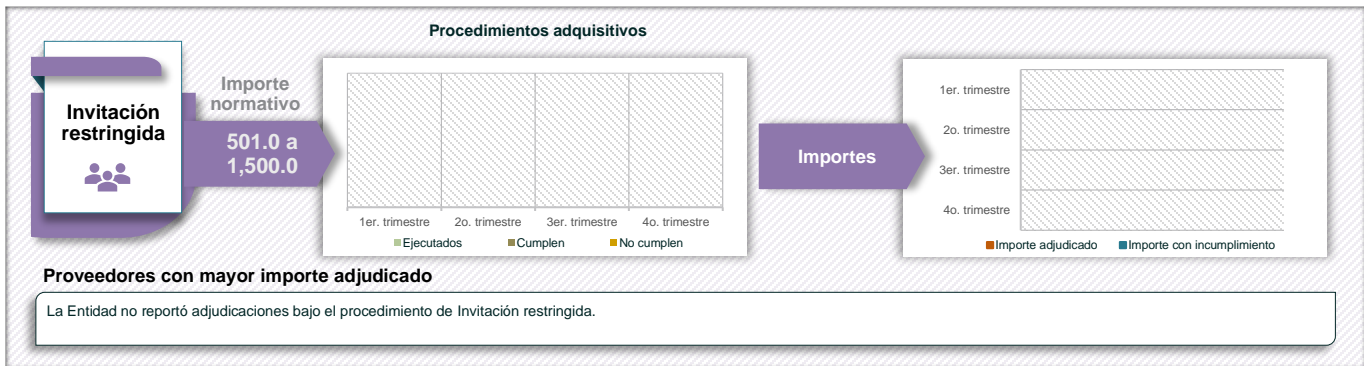 Procedimientos adquisitivos
Invitación
restringida
Importe
normativo
501.0 a
1,500.0
1er. trimestre 2o. trimestre 3er. trimestre 4o. trimestre
Ejecutados Cumplen No cumplen
Importes
1er. trimestre
2o. trimestre
3er. trimestre
4o. trimestre
Importe adjudicado Importe con incumplimiento
Proveedores con mayor importe adjudicado
La Entidad no reportó adjudicaciones bajo el procedimiento de Invitación restringida.